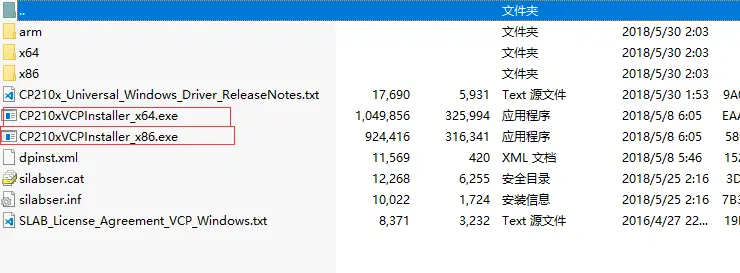 .. 文件夹
arm 文件夹 2018/5/30 2:03
x64 文件夹 2018/5/30 2:03
x86 文件夹 2018/5/30 2:03
CP210x_Universal_Windows_Driver_ReleaseNotes.txt 17,690 5,931 Text 源文件 2018/5/30 1:53 9A0
CP210xVCPInstaller_x64.exe 1,049,856 325,994 应用程序 2018/5/8 6:05 EAA
CP210xVCPInstaller_x86.exe 924,416 316,341 应用程序 2018/5/8 6:05 589
dpinst.xml 11,569 420 XML 文档 2018/5/8 5:46 152
silabser.cat 12,268 6,255 安全目录 2018/5/25 2:16 3D
silabser.inf 10,022 1,724 安装信息 2018/5/25 2:16 7B3
SLAB_License_Agreement_VCP_Windows.txt 8,371 3,232 Text 源文件 2016/4/27 22... 19